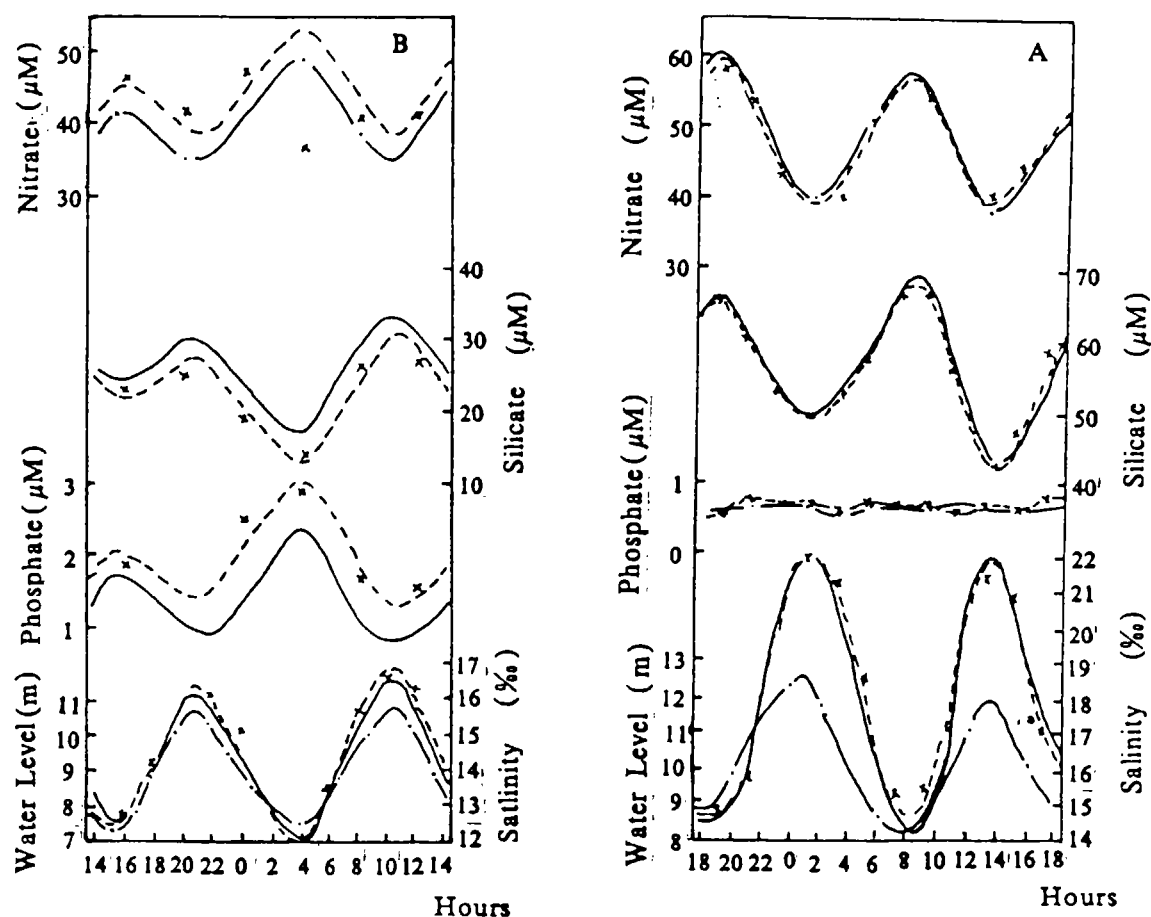 B
Nitrate (μM)
50
40
30
40
30
20
10
Silicate (μM)
Phosphate (μM)
3
2
1
Water Level (m)
11
10
9
8
7
17
16
15
14
13
12
Satlinity (‰)
14 16 18 20 22 0 2 4 6 8 10 12 14
Hours
A
Nitrate (μM)
60
50
40
30
70
60
50
40
Silicate (μM)
Phosphate (μM)
1
0
Water Level (m)
13
12
11
10
9
8
22
21
20
19
18
17
16
15
14
Salinity (‰)
18 20 22 0 2 4 6 8 10 12 14 16 18
Hours